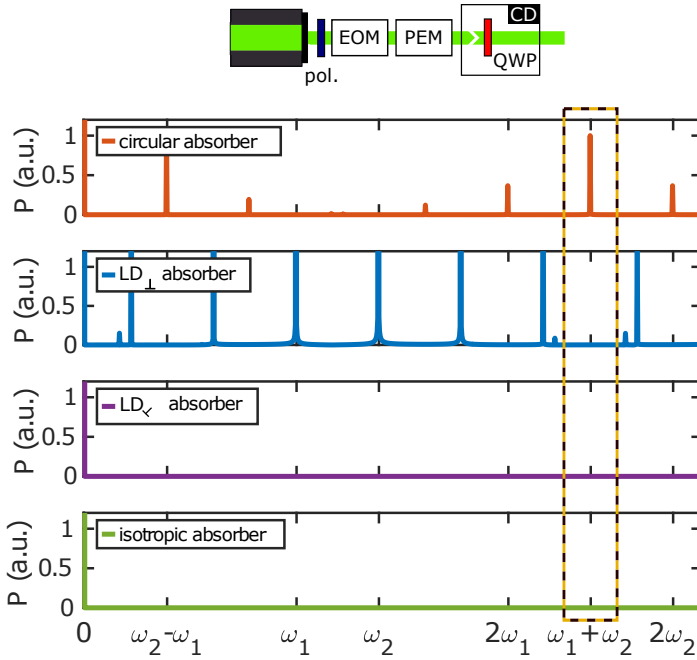 CD
EOM
PEM
QWP
pol.
P (a.u.)
1
0.5
0
circular absorber
P (a.u.)
1
0.5
0
LD⊥ absorber
P (a.u.)
1
0.5
0
LD absorber
P (a.u.)
1
0.5
0
isotropic absorber
0
ω₂-ω₁
ω₁
ω₂
2ω₁
ω₁+ω₂
2ω₂